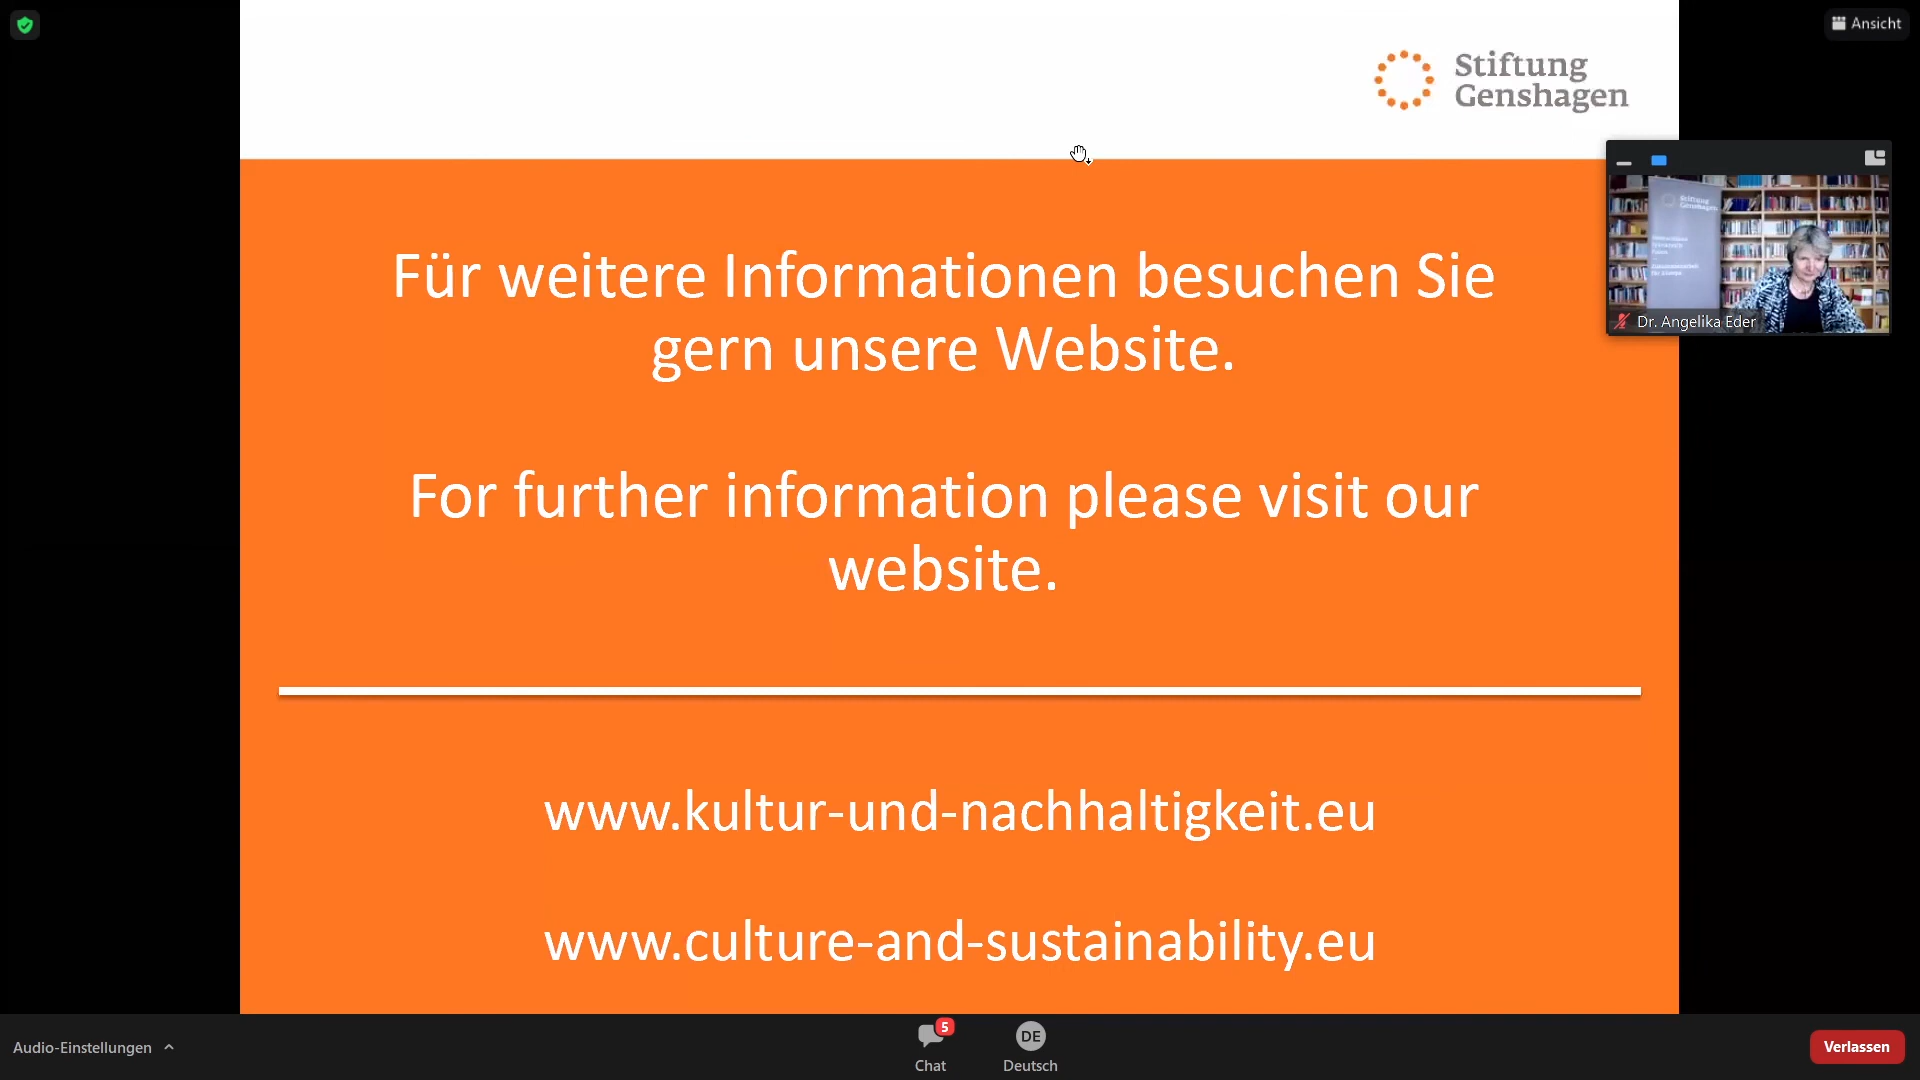 Ansicht
Stiftung
Genshagen
Stiftung
Genshagen
Dr. Angelika Eder
Für weitere Informationen besuchen Sie
gern unsere Website.
For further information please visit our
website.
www.kultur-und-nachhaltigkeit.eu
www.culture-and-sustainability.eu
Audio-Einstellungen
5
Chat
DE
Deutsch
Verlassen